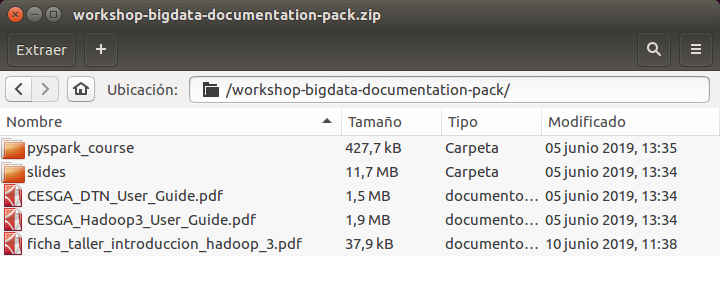 workshop-bigdata-documentation-pack.zip
Extraer +
Ubicación: /workshop-bigdata-documentation-pack/
Nombre Tamaño Tipo Modificado
pyspark_course 427,7 kB Carpeta 05 junio 2019, 13:35
slides 11,7 MB Carpeta 05 junio 2019, 13:34
CESGA_DTN_User_Guide.pdf 1,5 MB documento... 05 junio 2019, 13:34
CESGA_Hadoop3_User_Guide.pdf 1,9 MB documento... 05 junio 2019, 13:34
ficha_taller_introduccion_hadoop_3.pdf 37,9 kB documento... 10 junio 2019, 11:38